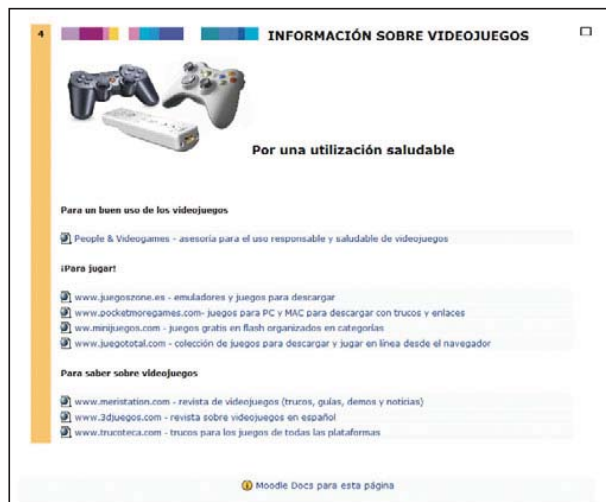 4
INFORMACIÓN SOBRE VIDEOJUEGOS
Por una utilización saludable
Para un buen uso de los videojuegos
People & Videogames - asesoría para el uso responsable y saludable de videojuegos
¡Para jugar!
www.juegoszone.es - emuladores y juegos para descargar
www.pocketmoregames.com- juegos para PC y MAC para descargar con trucos y enlaces
ww.minijuegos.com - juegos gratis en flash organizados en categorías
www.juegototal.com - colección de juegos para descargar y jugar en línea desde el navegador
Para saber sobre videojuegos
www.meristation.com - revista de videojuegos (trucos, guías, demos y noticias)
www.3djuegos.com - revista sobre videojuegos en español
www.trucoteca.com - trucos para los juegos de todas las plataformas
Moodle Docs para esta página